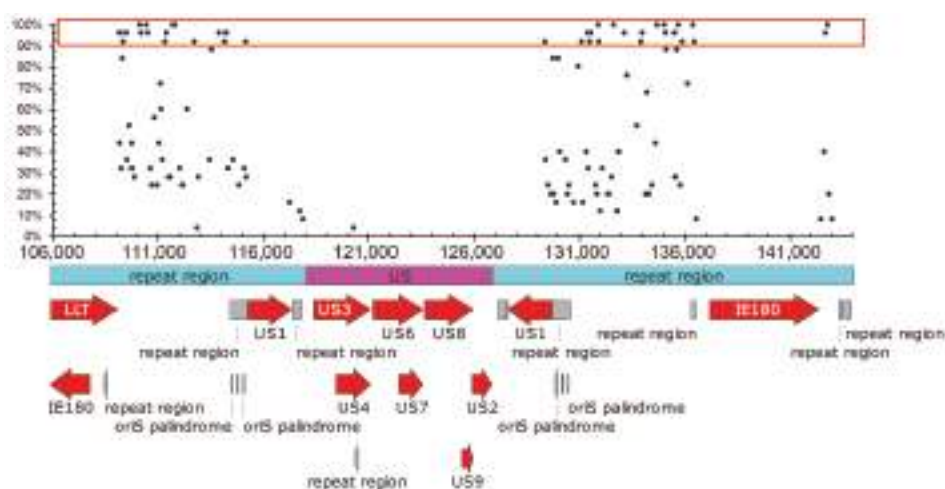 100%
90%
80%
70%
60%
50%
40%
30%
20%
10%
0%
106,000 111,000 116,000 121,000 126,000 131,000 136,000 141,000
repeat region US repeat region
LLT US3 IE180
US1 US6 US8 US1 repeat region repeat region
repeat region repeat region repeat region repeat region
IE180 repeat region US4 US7 US2 oriS palindrome
oriS palindrome oriS palindrome oriS palindrome
repeat region US9